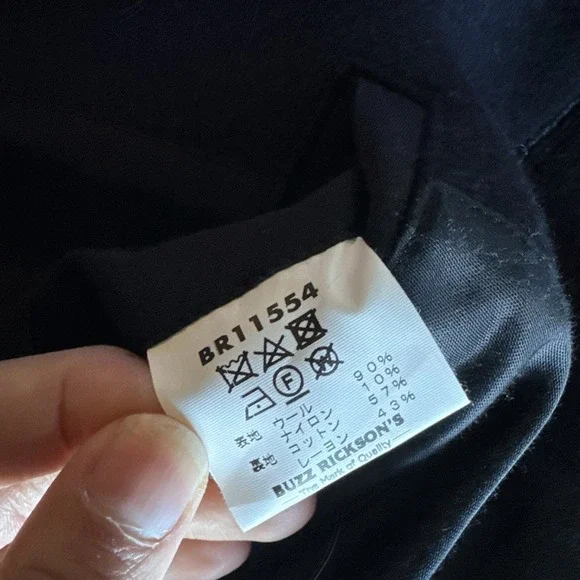 BR11554
F
表地 ウール 90%
ナイロン 10%
裏地 コットン 57%
レーヨン 43%
BUZZ RICKSON'S
The Mark of Quality